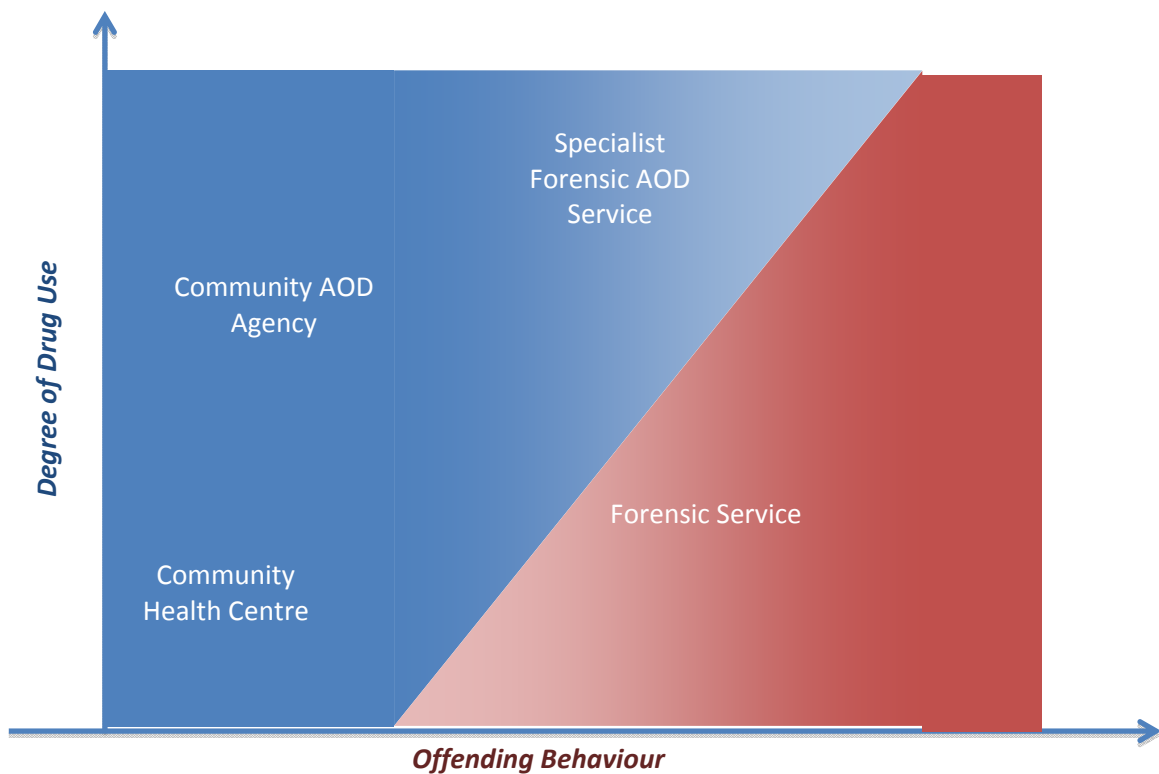 Specialist
Forensic AOD
Service
Community AOD
Agency
Degree of Drug Use
Forensic Service
Community
Health Centre
Offending Behaviour